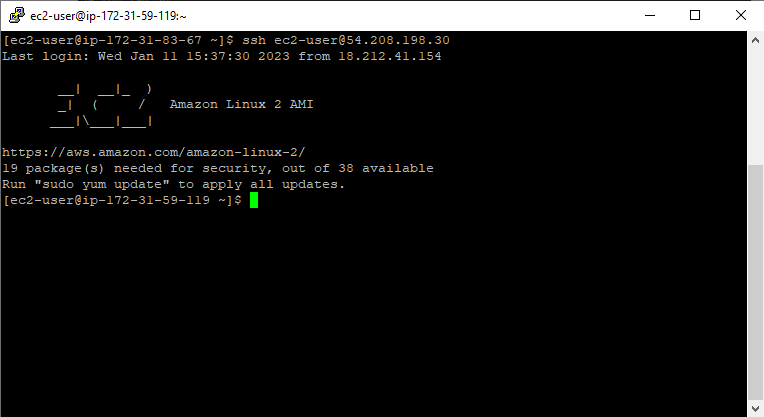 ec2-user@ip-172-31-59-119:~
[ec2-user@ip-172-31-83-67 ~]$ ssh ec2-user@54.208.198.30
Last login: Wed Jan 11 15:37:30 2023 from 18.212.41.154
       __|  __|_  )
       _|  (     /   Amazon Linux 2 AMI
      ___|\___|___|
https://aws.amazon.com/amazon-linux-2/
19 package(s) needed for security, out of 38 available
Run "sudo yum update" to apply all updates.
[ec2-user@ip-172-31-59-119 ~]$